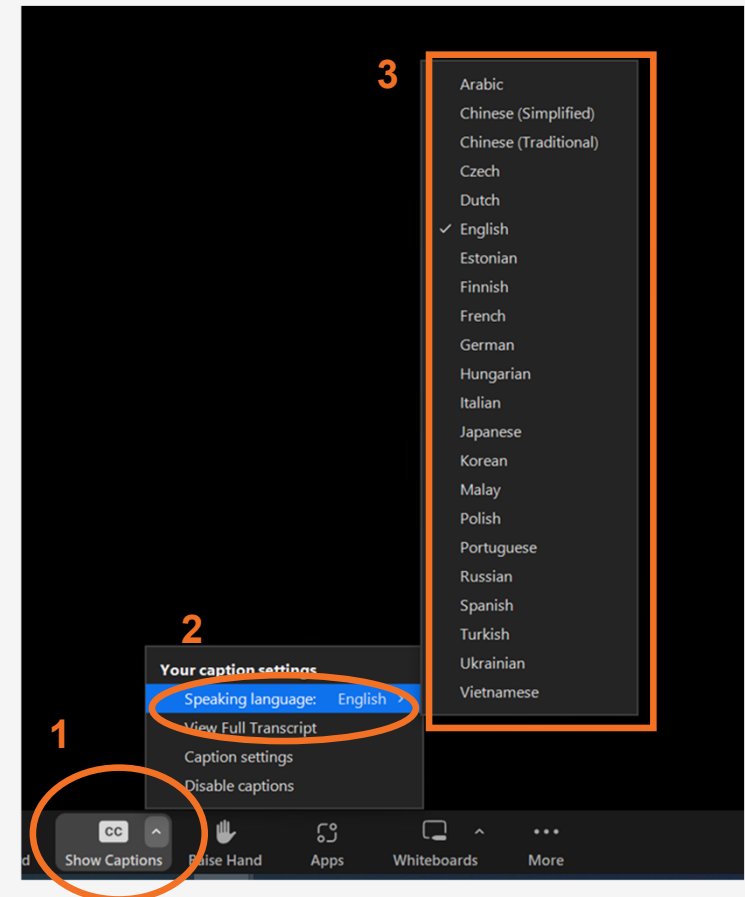 3
Arabic
Chinese (Simplified)
Chinese (Traditional)
Czech
Dutch
English
Estonian
Finnish
French
German
Hungarian
Italian
Japanese
Korean
Malay
Polish
Portuguese
Russian
Spanish
Turkish
Ukrainian
Vietnamese
2
Your caption settings
Speaking language: English
View Full Transcript
Caption settings
Disable captions
1
CC
d Show Captions Raise Hand Apps Whiteboards More